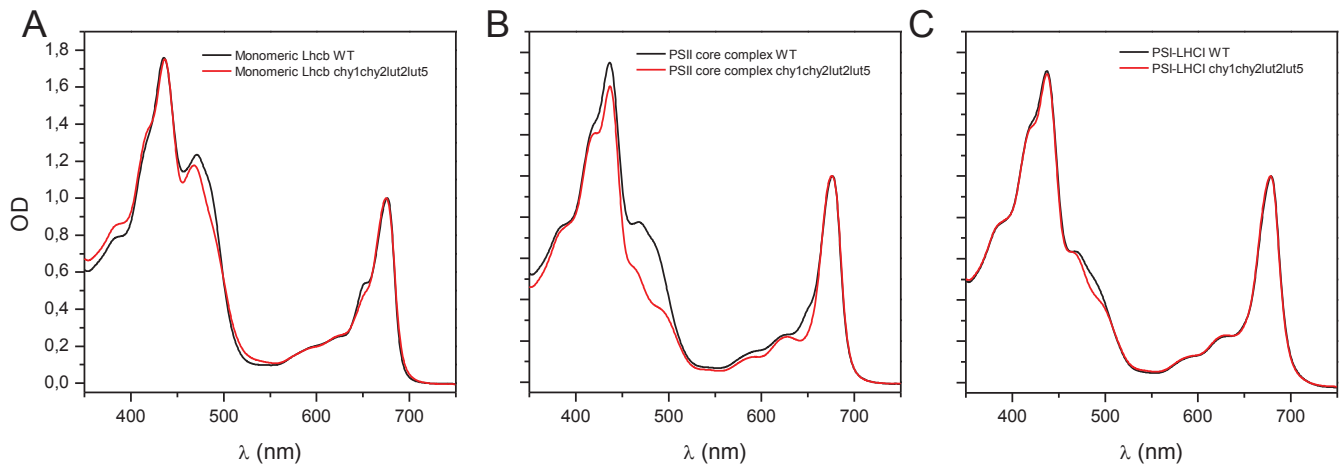 A
B
C
Monomeric Lhcb WT
Monomeric Lhcb chy1chy2lut2lut5
PSII core complex WT
PSII core complex chy1chy2lut2lut5
PSI-LHCI WT
PSI-LHCI chy1chy2lut2lut5
OD
1,8
1,6
1,4
1,2
1,0
0,8
0,6
0,4
0,2
0,0
400 500 600 700
400 500 600 700
400 500 600 700
λ (nm)
λ (nm)
λ (nm)